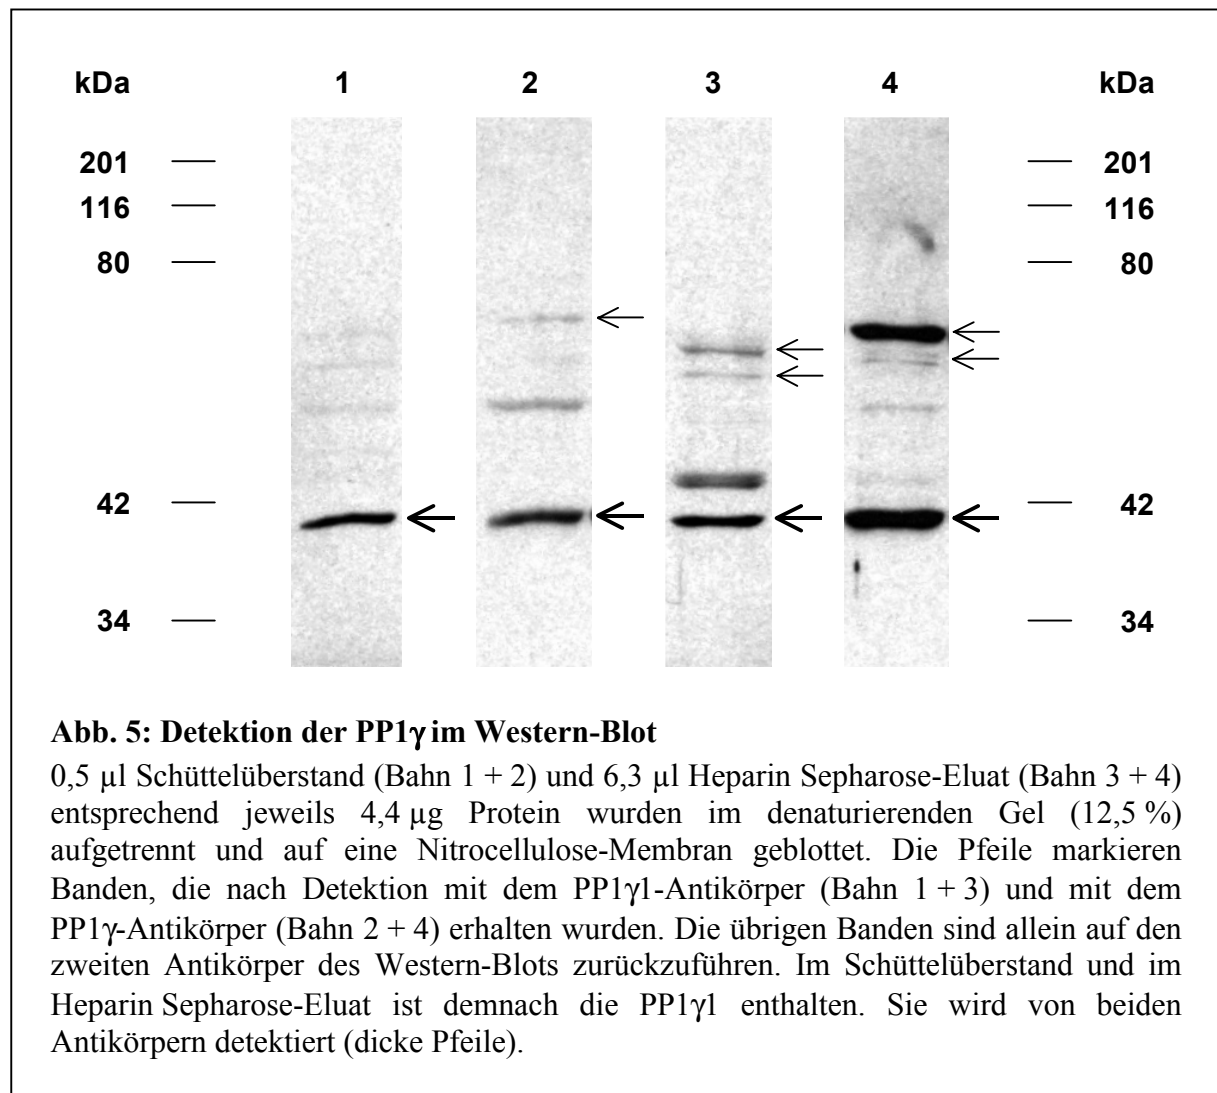 kDa 1 2 3 4 kDa
201 201
116 116
80 80
42 42
34 34
Abb. 5: Detektion der PP1γ im Western-Blot
0,5 µl Schüttelüberstand (Bahn 1 + 2) und 6,3 µl Heparin Sepharose-Eluat (Bahn 3 + 4)
entsprechend jeweils 4,4 µg Protein wurden im denaturierenden Gel (12,5 %)
aufgetrennt und auf eine Nitrocellulose-Membran geblottet. Die Pfeile markieren
Banden, die nach Detektion mit dem PP1γ1-Antikörper (Bahn 1 + 3) und mit dem
PP1γ-Antikörper (Bahn 2 + 4) erhalten wurden. Die übrigen Banden sind allein auf den
zweiten Antikörper des Western-Blots zurückzuführen. Im Schüttelüberstand und im
Heparin Sepharose-Eluat ist demnach die PP1γ1 enthalten. Sie wird von beiden
Antikörpern detektiert (dicke Pfeile).